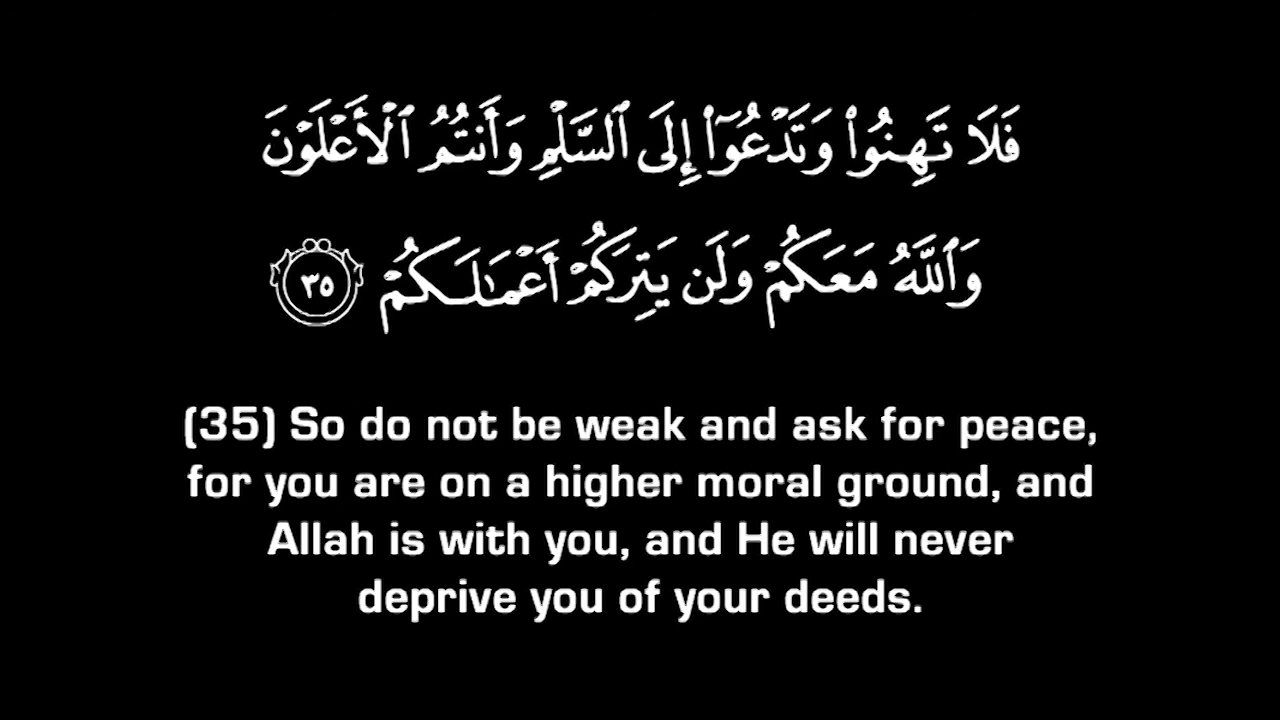 فَلَا تَهِنُوا۟ وَتَدْعُوٓا۟ إِلَى ٱلسَّلْمِ وَأَنتُمُ ٱلْأَعْلَوْنَ
وَٱللَّهُ مَعَكُمْ وَلَن يَتِرَكُمْ أَعْمَـٰلَكُمْ ٣٥
(35) So do not be weak and ask for peace,
for you are on a higher moral ground, and
Allah is with you, and He will never
deprive you of your deeds.